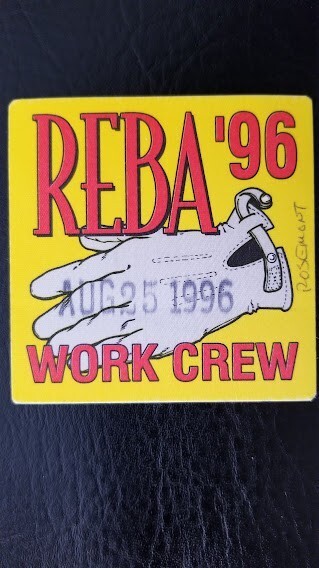 REBA '96
ROSEMONT
AUG 25 1996
WORK CREW